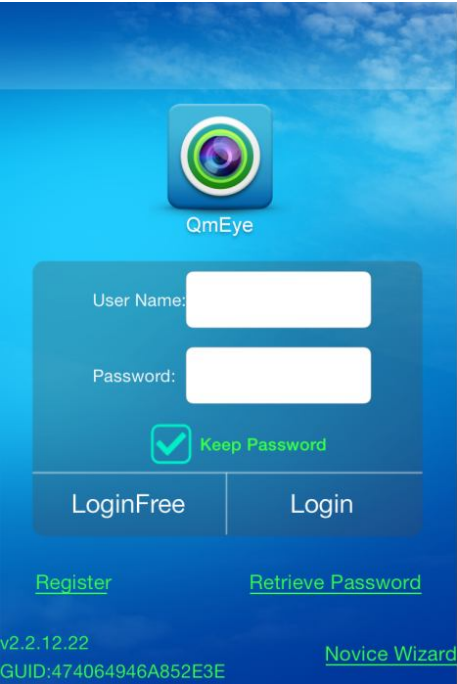 QmEye
User Name:
Password:
Keep Password
LoginFree Login
Register Retrieve Password
v2.2.12.22
Novice Wizard
GUID:474064946A852E3E